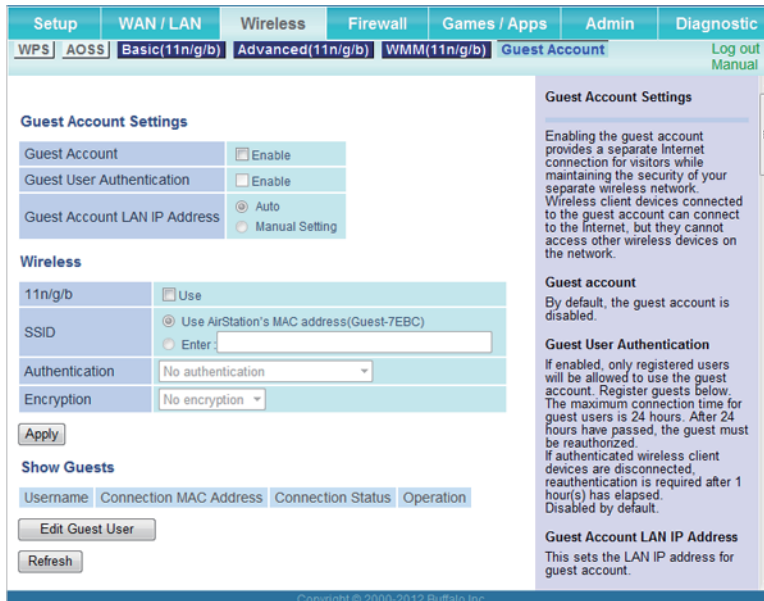 Setup WAN / LAN Wireless Firewall Games / Apps Admin Diagnostic
WPS AOSS Basic(11n/g/b) Advanced(11n/g/b) WMM(11n/g/b) Guest Account Log out
Manual
Guest Account Settings
Guest Account Enable
Guest User Authentication Enable
Guest Account LAN IP Address Auto
Manual Setting
Wireless
11n/g/b Use
SSID Use AirStation's MAC address(Guest-7EBC)
Enter :
Authentication No authentication
Encryption No encryption
Apply
Show Guests
Username Connection MAC Address Connection Status Operation
Edit Guest User
Refresh
Guest Account Settings
Enabling the guest account
provides a separate Internet
connection for visitors while
maintaining the security of your
separate wireless network.
Wireless client devices connected
to the guest account can connect
to the Internet, but they cannot
access other wireless devices on
the network.
Guest account
By default, the guest account is
disabled.
Guest User Authentication
If enabled, only registered users
will be allowed to use the guest
account. Register guests below.
The maximum connection time for
guest users is 24 hours. After 24
hours have passed, the guest must
be reauthorized.
If authenticated wireless client
devices are disconnected,
reauthentication is required after 1
hour(s) has elapsed.
Disabled by default.
Guest Account LAN IP Address
This sets the LAN IP address for
guest account.
Copyright © 2000-2012 Buffalo Inc.